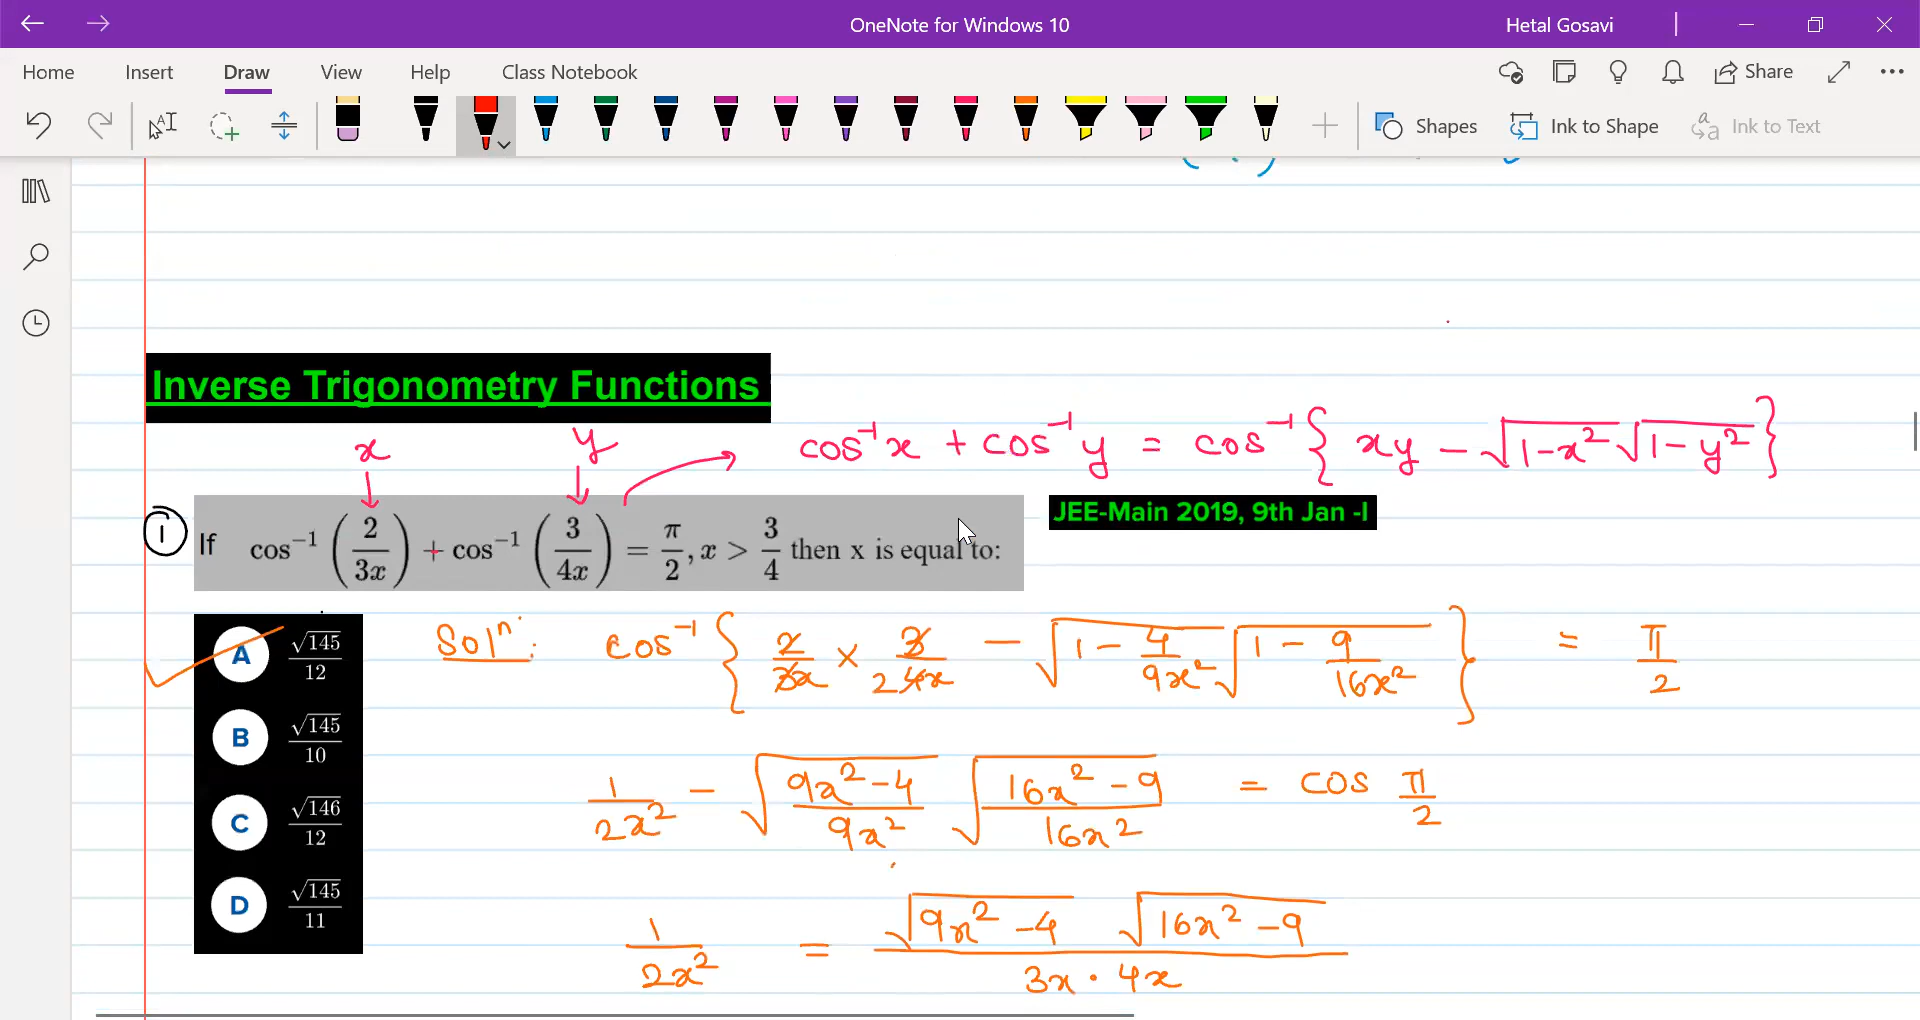 OneNote for Windows 10
Hetal Gosavi
Home Insert Draw View Help Class Notebook
Share
Shapes Ink to Shape Ink to Text
Inverse Trigonometry Functions
x y
cos⁻¹x + cos⁻¹y = cos⁻¹{ xy − √(1−x²) √(1−y²) }
① If cos⁻¹(2/3x) + cos⁻¹(3/4x) = π/2, x > 3/4 then x is equal to:
JEE-Main 2019, 9th Jan -I
A √145/12
B √145/10
C √146/12
D √145/11
Solⁿ: cos⁻¹{ 2/3x × 3/4x 2 − √(1 − 4/9x²) √(1 − 9/16x²) } = π/2
1/2x² − √((9x²−4)/9x²) √((16x²−9)/16x²) = cos π/2
1/2x² = √(9x²−4) √(16x²−9) / 3x·4x